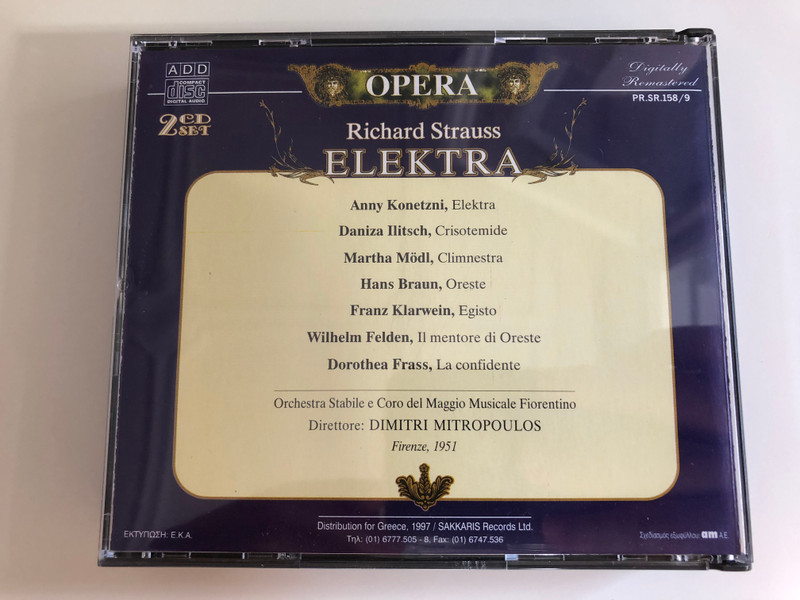 ADD
COMPACT
disc
DIGITAL AUDIO
2 CD SET
OPERA
Digitally
Remastered
PR.SR.158/9
Richard Strauss
ELEKTRA
Anny Konetzni, Elektra
Daniza Ilitsch, Crisotemide
Martha Mödl, Climnestra
Hans Braun, Oreste
Franz Klarwein, Egisto
Wilhelm Felden, Il mentore di Oreste
Dorothea Frass, La confidente
Orchestra Stabile e Coro del Maggio Musicale Fiorentino
Direttore: DIMITRI MITROPOULOS
Firenze, 1951
Distribution for Greece, 1997 / SAKKARIS Records Ltd.
Τηλ: (01) 6777.505 - 8, Fax: (01) 6747.536
ΕΚΤΥΠΩΣΗ: Ε.Κ.Α.
Σχεδιασμός εξωφύλλου: am A.E.